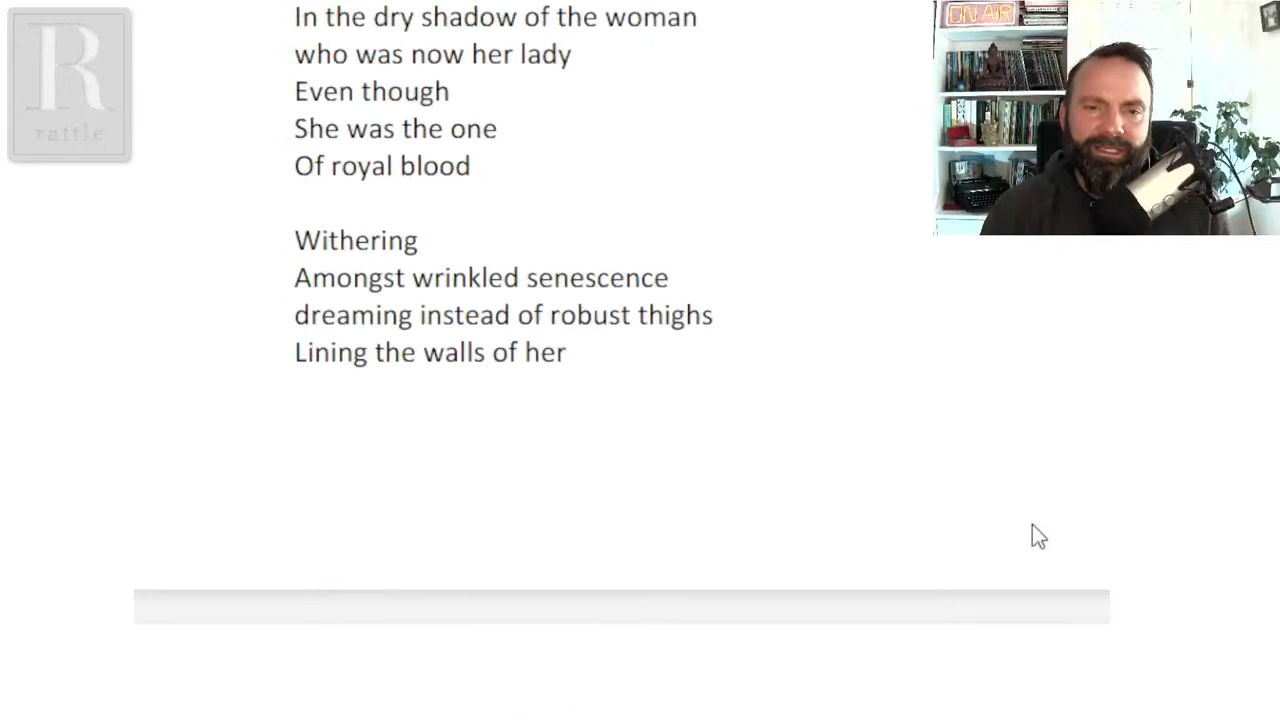 R
rattle
In the dry shadow of the woman
who was now her lady
Even though
She was the one
Of royal blood
Withering
Amongst wrinkled senescence
dreaming instead of robust thighs
Lining the walls of her
ON AIR